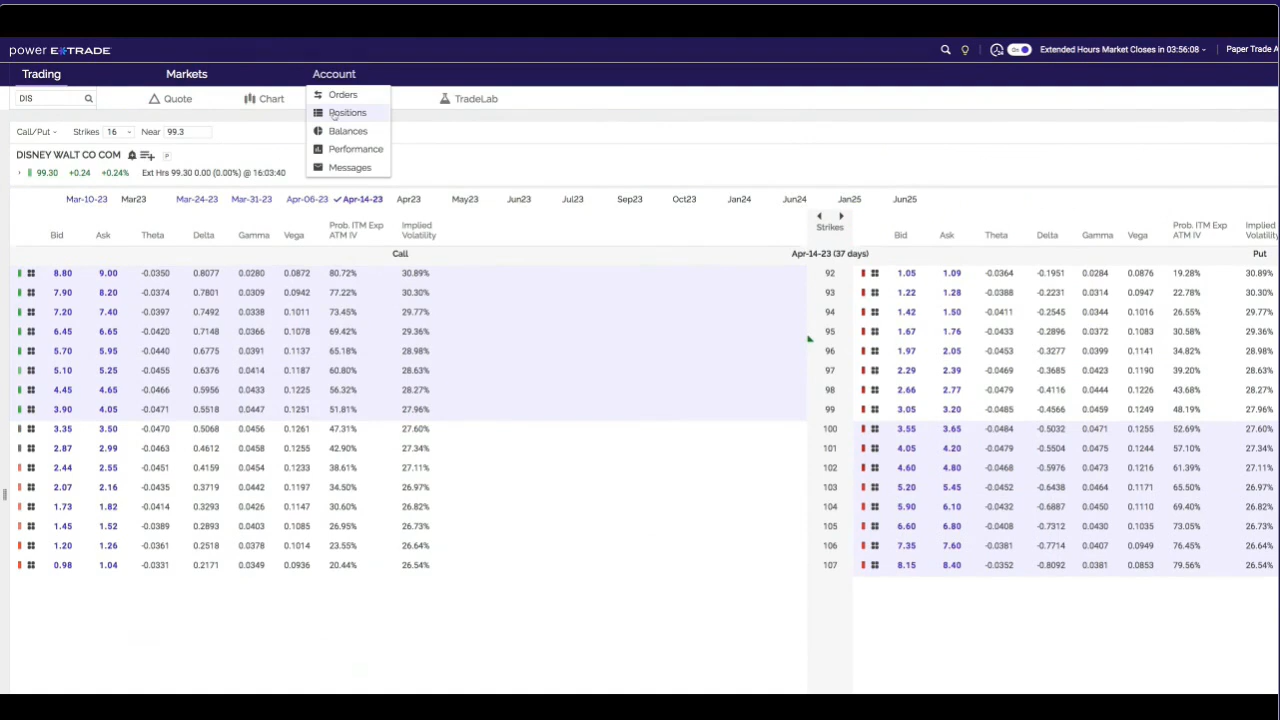 power E*TRADE On Extended Hours Market Closes in 03:56:08 Paper Trade A
Trading Markets Account
DIS Quote Chart TradeLab
Orders
Positions
Balances
Performance
Messages
Call/Put Strikes 16 Near 99.3
DISNEY WALT CO COM P
99.30 +0.24 +0.24% Ext Hrs 99.30 0.00 (0.00%) @ 16:03:40
Mar-10-23 Mar23 Mar-24-23 Mar-31-23 Apr-06-23 Apr-14-23 Apr23 May23 Jun23 Jul23 Sep23 Oct23 Jan24 Jun24 Jan25 Jun25
Bid Ask Theta Delta Gamma Vega Prob. ITM Exp ATM IV Implied Volatility Strikes Bid Ask Theta Delta Gamma Vega Prob. ITM Exp ATM IV Implied Volatility
Call Apr-14-23 (37 days) Put
8.80 9.00 -0.0350 0.8077 0.0280 0.0872 80.72% 30.89% 92 1.05 1.09 -0.0364 -0.1951 0.0284 0.0876 19.28% 30.89%
7.90 8.20 -0.0374 0.7801 0.0309 0.0942 77.22% 30.30% 93 1.22 1.28 -0.0388 -0.2231 0.0314 0.0947 22.78% 30.30%
7.20 7.40 -0.0397 0.7492 0.0338 0.1011 73.45% 29.77% 94 1.42 1.50 -0.0411 -0.2545 0.0344 0.1016 26.55% 29.77%
6.45 6.65 -0.0420 0.7148 0.0366 0.1078 69.42% 29.36% 95 1.67 1.76 -0.0433 -0.2896 0.0372 0.1083 30.58% 29.36%
5.70 5.95 -0.0440 0.6775 0.0391 0.1137 65.18% 28.98% 96 1.97 2.05 -0.0453 -0.3277 0.0399 0.1141 34.82% 28.98%
5.10 5.25 -0.0455 0.6376 0.0414 0.1187 60.80% 28.63% 97 2.29 2.39 -0.0469 -0.3685 0.0423 0.1190 39.20% 28.63%
4.45 4.65 -0.0466 0.5956 0.0433 0.1225 56.32% 28.27% 98 2.66 2.77 -0.0479 -0.4116 0.0444 0.1226 43.68% 28.27%
3.90 4.05 -0.0471 0.5518 0.0447 0.1251 51.81% 27.96% 99 3.05 3.20 -0.0485 -0.4566 0.0459 0.1249 48.19% 27.96%
3.35 3.50 -0.0470 0.5068 0.0456 0.1261 47.31% 27.60% 100 3.55 3.65 -0.0484 -0.5032 0.0471 0.1255 52.69% 27.60%
2.87 2.99 -0.0463 0.4612 0.0458 0.1255 42.90% 27.34% 101 4.05 4.20 -0.0479 -0.5504 0.0474 0.1244 57.10% 27.34%
2.44 2.55 -0.0451 0.4159 0.0454 0.1233 38.61% 27.11% 102 4.60 4.80 -0.0468 -0.5976 0.0473 0.1216 61.39% 27.11%
2.07 2.16 -0.0435 0.3719 0.0442 0.1197 34.50% 26.97% 103 5.20 5.45 -0.0452 -0.6438 0.0464 0.1171 65.50% 26.97%
1.73 1.82 -0.0414 0.3293 0.0426 0.1147 30.60% 26.82% 104 5.90 6.10 -0.0432 -0.6887 0.0450 0.1110 69.40% 26.82%
1.45 1.52 -0.0389 0.2893 0.0403 0.1085 26.95% 26.73% 105 6.60 6.80 -0.0408 -0.7312 0.0430 0.1035 73.05% 26.73%
1.20 1.26 -0.0361 0.2518 0.0378 0.1014 23.55% 26.64% 106 7.35 7.60 -0.0381 -0.7714 0.0407 0.0949 76.45% 26.64%
0.98 1.04 -0.0331 0.2171 0.0349 0.0936 20.44% 26.54% 107 8.15 8.40 -0.0352 -0.8092 0.0381 0.0853 79.56% 26.54%